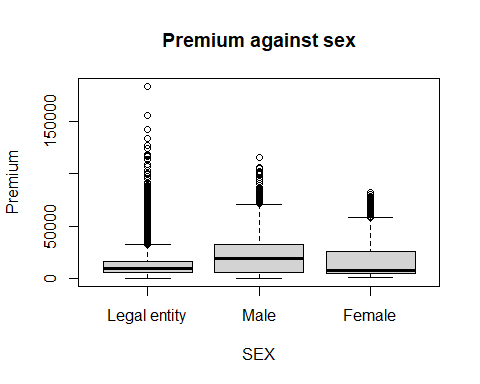 Premium against sex
150000
50000
0
Premium
Legal entity
Male
Female
SEX